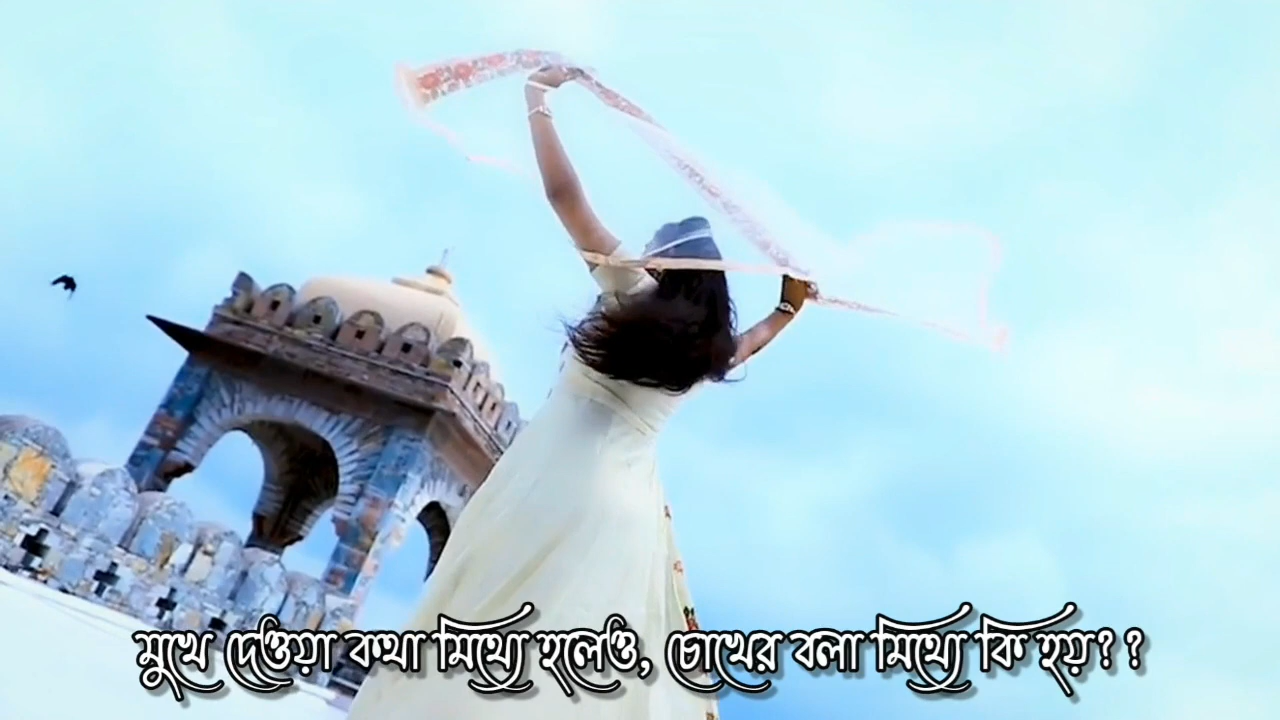 মুখে দেওয়া কথা মিথ্যে হলেও, চোখের বলা মিথ্যে কি হয়??